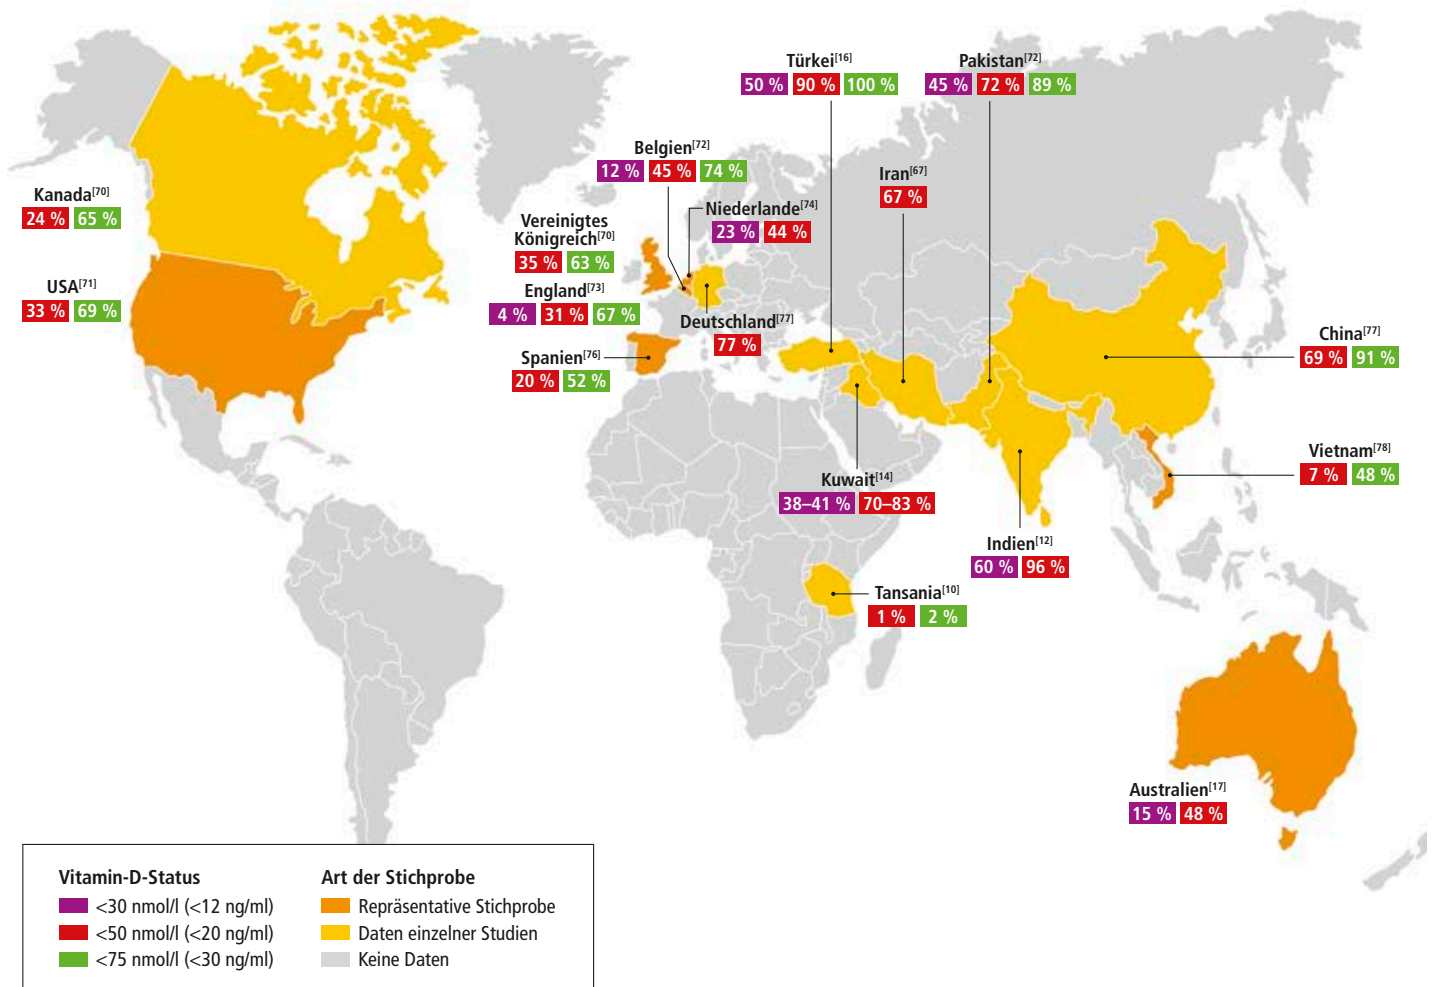 Türkei[16]
50 % 90 % 100 %
Pakistan[72]
45 % 72 % 89 %
Belgien[72]
12 % 45 % 74 %
Iran[67]
67 %
Kanada[70]
24 % 65 %
Niederlande[74]
23 % 44 %
Vereinigtes
Königreich[70]
35 % 63 %
USA[71]
33 % 69 %
England[73]
4 % 31 % 67 %
Deutschland[77]
77 %
China[77]
69 % 91 %
Spanien[76]
20 % 52 %
Vietnam[78]
7 % 48 %
Kuwait[14]
38–41 % 70–83 %
Indien[12]
60 % 96 %
Tansania[10]
1 % 2 %
Australien[17]
15 % 48 %
Vitamin-D-Status
<30 nmol/l (<12 ng/ml)
<50 nmol/l (<20 ng/ml)
<75 nmol/l (<30 ng/ml)
Art der Stichprobe
Repräsentative Stichprobe
Daten einzelner Studien
Keine Daten